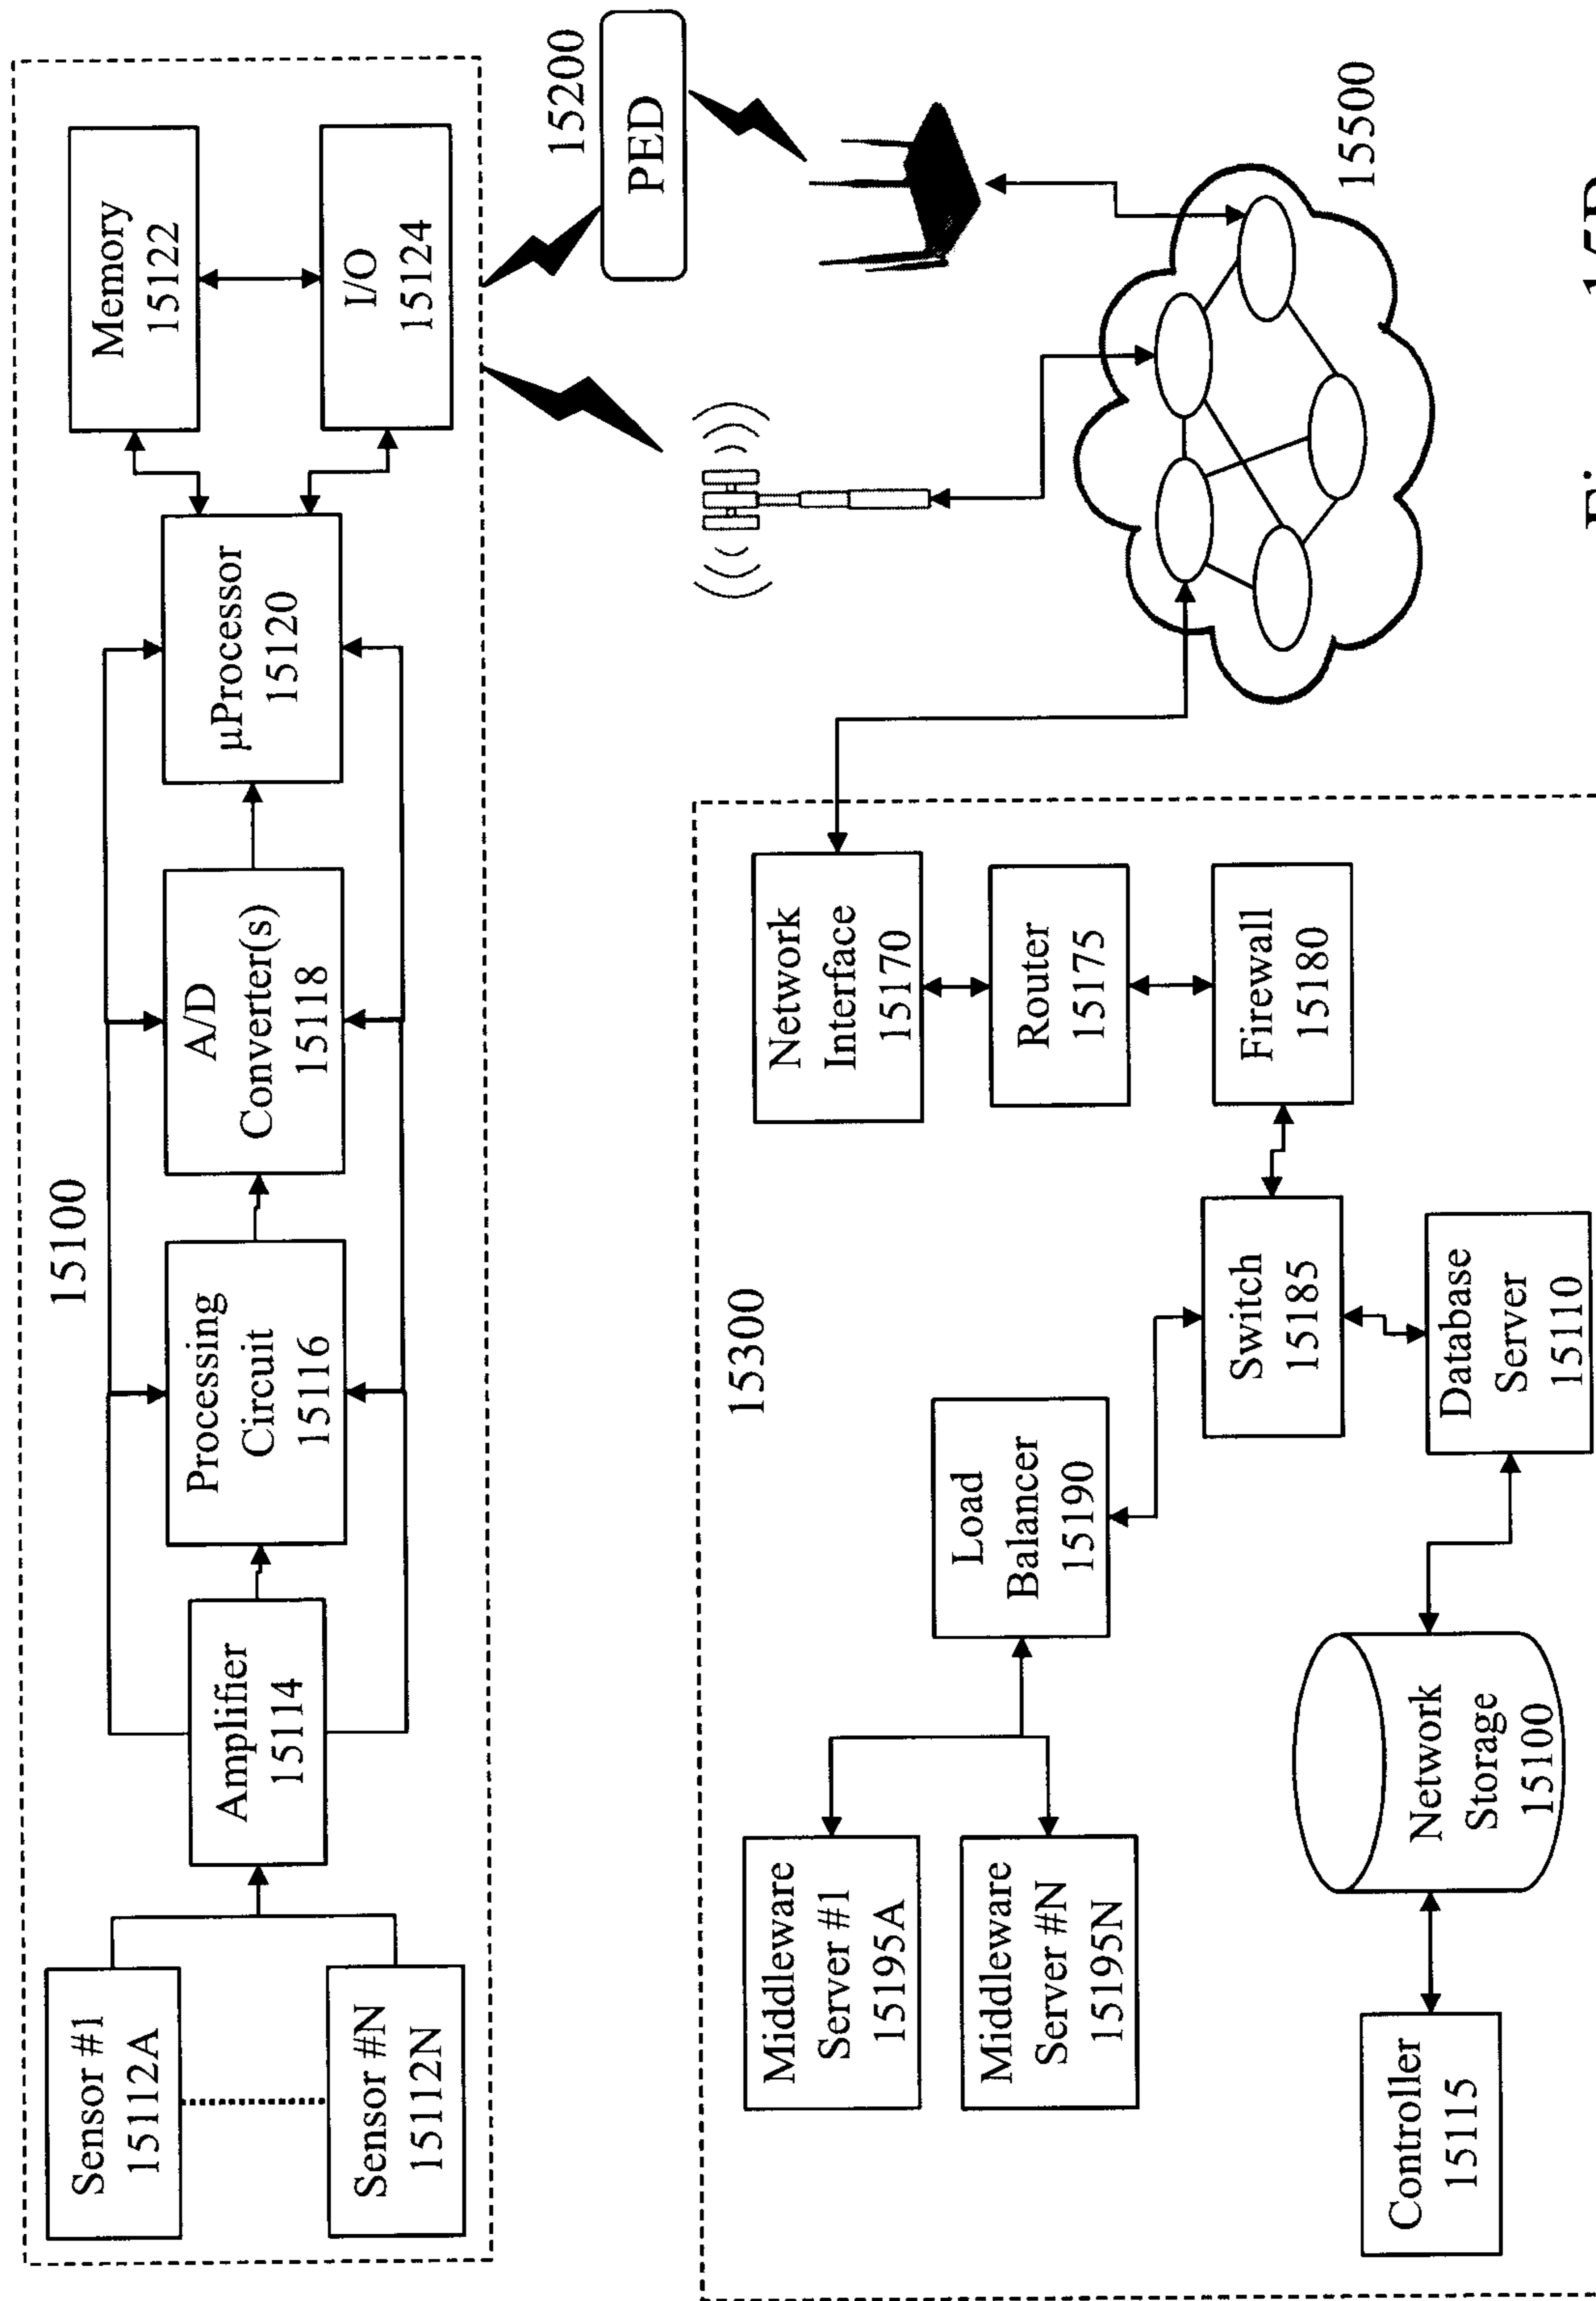 15100
Sensor #1
15112A
Sensor #N
15112N
Amplifier
15114
Processing
Circuit
15116
A/D
Converter(s)
15118
µProcessor
15120
Memory
15122
I/O
15124
15200
PED
15500
15300
Middleware
Server #1
15195A
Middleware
Server #N
15195N
Load
Balancer
15190
Network
Interface
15170
Router
15175
Firewall
15180
Switch
15185
Database
Server
15110
Network
Storage
15100
Controller
15115